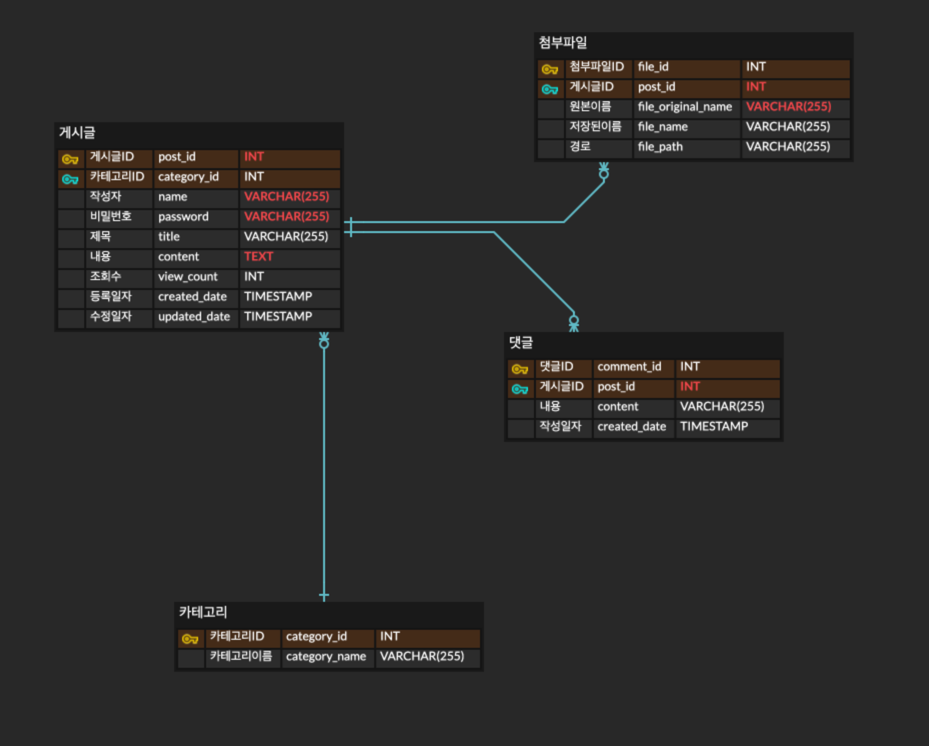 첨부파일
첨부파일ID file_id INT
게시글ID post_id INT
원본이름 file_original_name VARCHAR(255)
저장된이름 file_name VARCHAR(255)
경로 file_path VARCHAR(255)
게시글
게시글ID post_id INT
카테고리ID category_id INT
작성자 name VARCHAR(255)
비밀번호 password VARCHAR(255)
제목 title VARCHAR(255)
내용 content TEXT
조회수 view_count INT
등록일자 created_date TIMESTAMP
수정일자 updated_date TIMESTAMP
댓글
댓글ID comment_id INT
게시글ID post_id INT
내용 content VARCHAR(255)
작성일자 created_date TIMESTAMP
카테고리
카테고리ID category_id INT
카테고리이름 category_name VARCHAR(255)